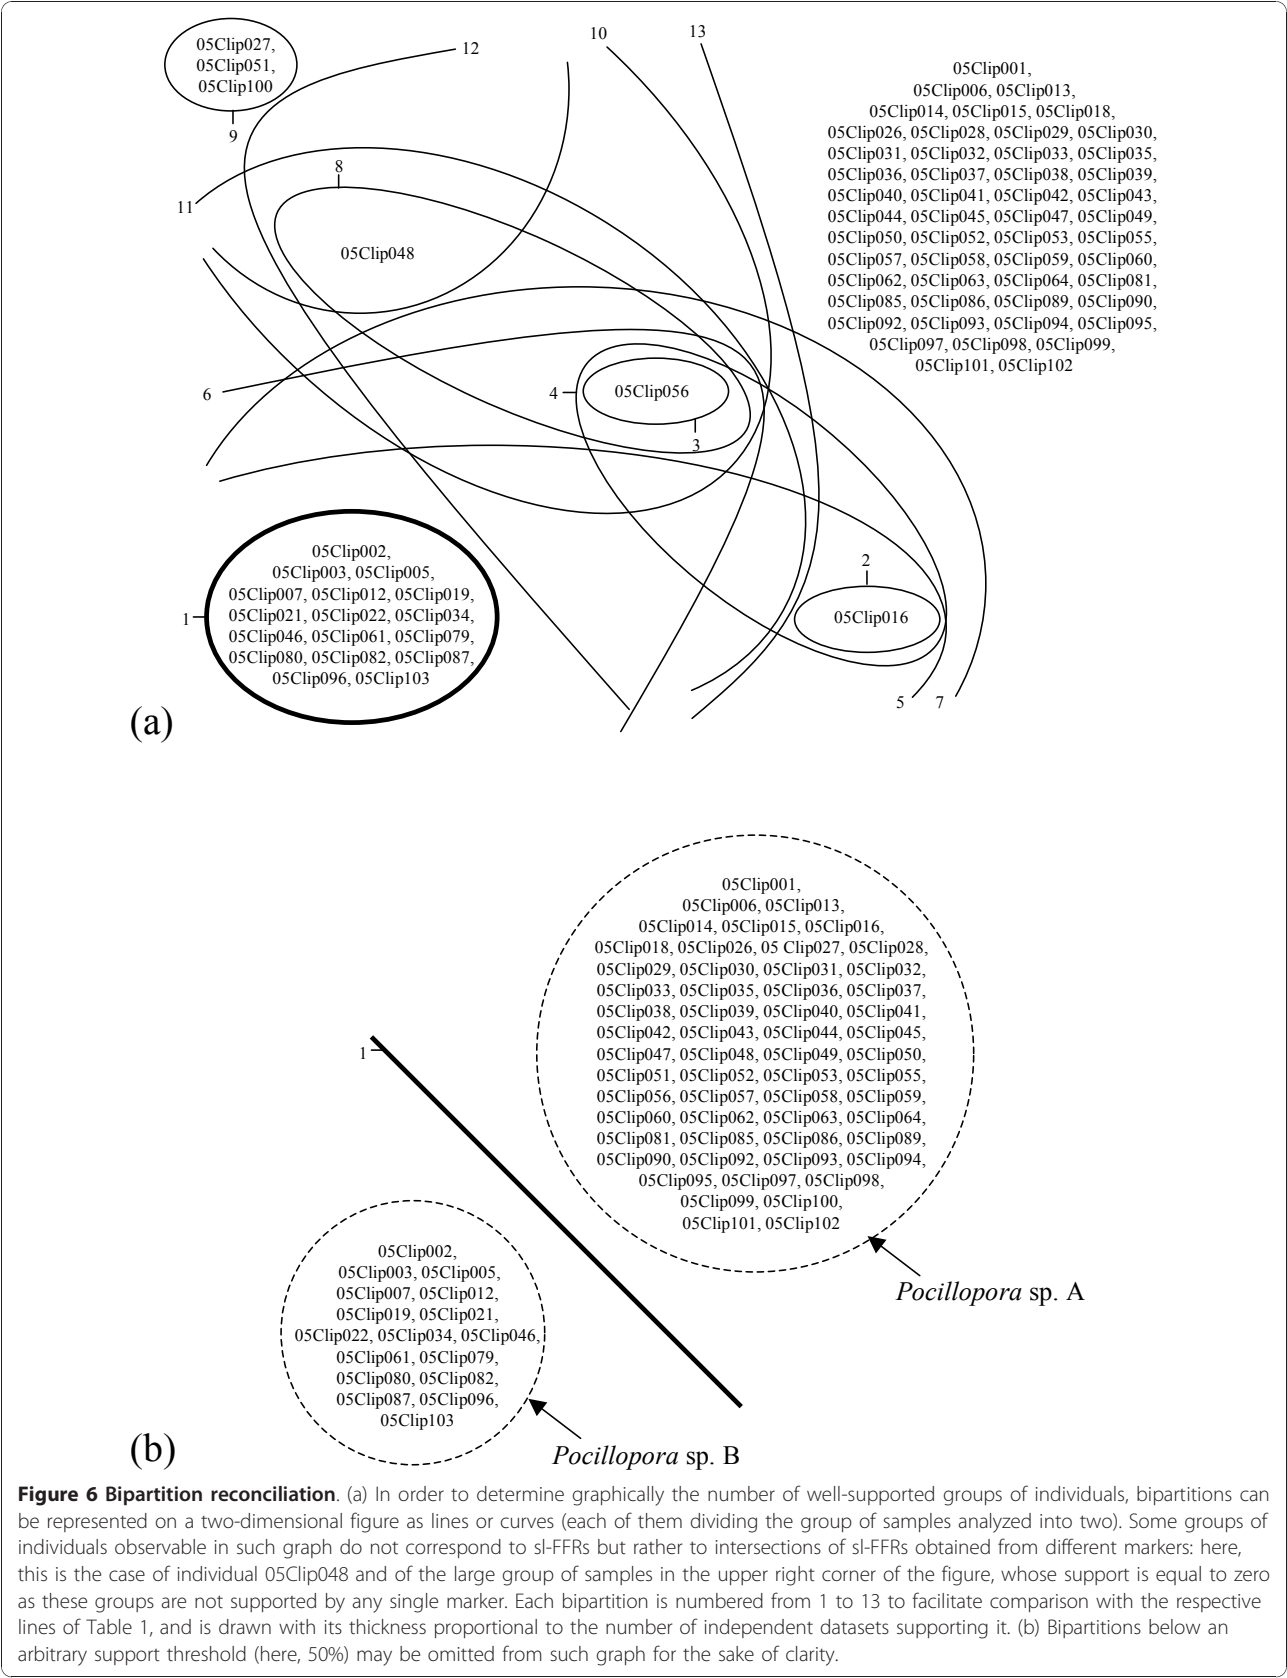 05Clip027,
05Clip051,
05Clip100
9
12
10
13
05Clip001,
05Clip006, 05Clip013,
05Clip014, 05Clip015, 05Clip018,
05Clip026, 05Clip028, 05Clip029, 05Clip030,
05Clip031, 05Clip032, 05Clip033, 05Clip035,
05Clip036, 05Clip037, 05Clip038, 05Clip039,
05Clip040, 05Clip041, 05Clip042, 05Clip043,
05Clip044, 05Clip045, 05Clip047, 05Clip049,
05Clip050, 05Clip052, 05Clip053, 05Clip055,
05Clip057, 05Clip058, 05Clip059, 05Clip060,
05Clip062, 05Clip063, 05Clip064, 05Clip081,
05Clip085, 05Clip086, 05Clip089, 05Clip090,
05Clip092, 05Clip093, 05Clip094, 05Clip095,
05Clip097, 05Clip098, 05Clip099,
05Clip101, 05Clip102
8
11
05Clip048
6
4
05Clip056
3
2
05Clip016
5
7
1
05Clip002,
05Clip003, 05Clip005,
05Clip007, 05Clip012, 05Clip019,
05Clip021, 05Clip022, 05Clip034,
05Clip046, 05Clip061, 05Clip079,
05Clip080, 05Clip082, 05Clip087,
05Clip096, 05Clip103
(a)
05Clip001,
05Clip006, 05Clip013,
05Clip014, 05Clip015, 05Clip016,
05Clip018, 05Clip026, 05 Clip027, 05Clip028,
05Clip029, 05Clip030, 05Clip031, 05Clip032,
05Clip033, 05Clip035, 05Clip036, 05Clip037,
05Clip038, 05Clip039, 05Clip040, 05Clip041,
05Clip042, 05Clip043, 05Clip044, 05Clip045,
05Clip047, 05Clip048, 05Clip049, 05Clip050,
05Clip051, 05Clip052, 05Clip053, 05Clip055,
05Clip056, 05Clip057, 05Clip058, 05Clip059,
05Clip060, 05Clip062, 05Clip063, 05Clip064,
05Clip081, 05Clip085, 05Clip086, 05Clip089,
05Clip090, 05Clip092, 05Clip093, 05Clip094,
05Clip095, 05Clip097, 05Clip098,
05Clip099, 05Clip100,
05Clip101, 05Clip102
Pocillopora sp. A
1
05Clip002,
05Clip003, 05Clip005,
05Clip007, 05Clip012,
05Clip019, 05Clip021,
05Clip022, 05Clip034, 05Clip046,
05Clip061, 05Clip079,
05Clip080, 05Clip082,
05Clip087, 05Clip096,
05Clip103
Pocillopora sp. B
(b)
Figure 6 Bipartition reconciliation. (a) In order to determine graphically the number of well-supported groups of individuals, bipartitions can
be represented on a two-dimensional figure as lines or curves (each of them dividing the group of samples analyzed into two). Some groups of
individuals observable in such graph do not correspond to sl-FFRs but rather to intersections of sl-FFRs obtained from different markers: here,
this is the case of individual 05Clip048 and of the large group of samples in the upper right corner of the figure, whose support is equal to zero
as these groups are not supported by any single marker. Each bipartition is numbered from 1 to 13 to facilitate comparison with the respective
lines of Table 1, and is drawn with its thickness proportional to the number of independent datasets supporting it. (b) Bipartitions below an
arbitrary support threshold (here, 50%) may be omitted from such graph for the sake of clarity.